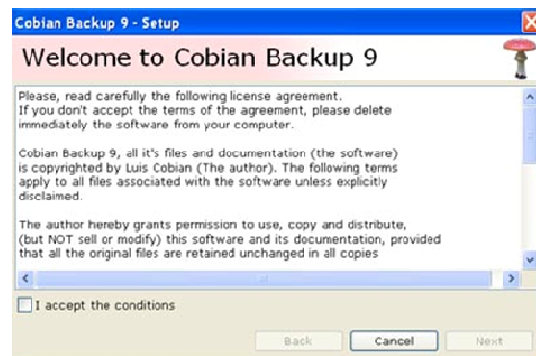 Cobian Backup 9 - Setup
Welcome to Cobian Backup 9
Please, read carefully the following license agreement.
If you don't accept the terms of the agreement, please delete
immediately the software from your computer.
Cobian Backup 9, all it's files and documentation (the software)
is copyrighted by Luis Cobian (The author). The following terms
apply to all files associated with the software unless explicitly
disclaimed.
The author hereby grants permission to use, copy and distribute,
(but NOT sell or modify) this software and its documentation, provided
that all the original files are retained unchanged in all copies
I accept the conditions
Back Cancel Next